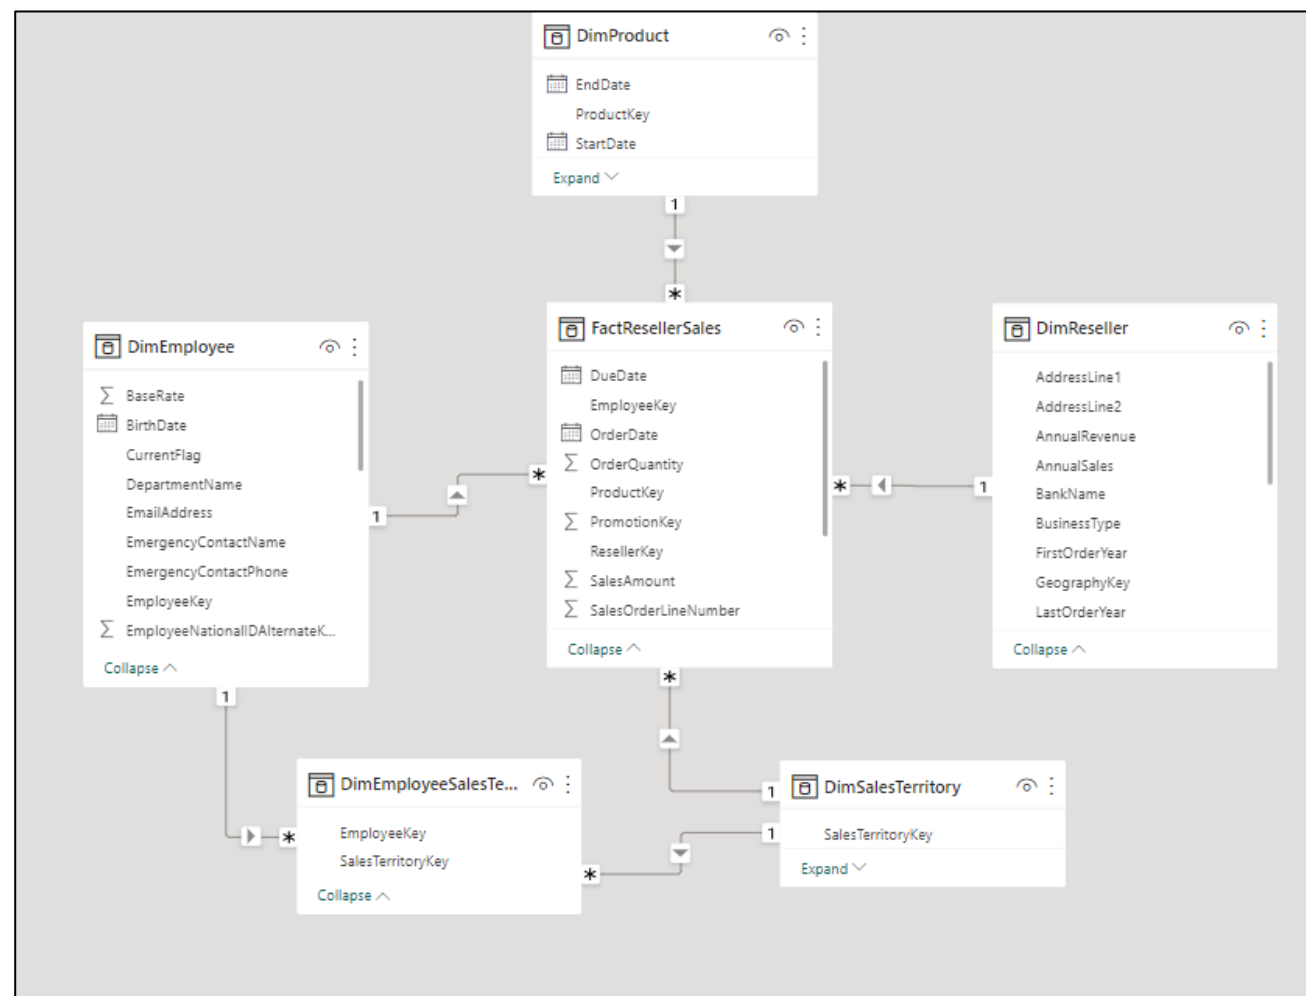 DimProduct
EndDate
ProductKey
StartDate
Expand
1
*
DimEmployee
BaseRate
BirthDate
CurrentFlag
DepartmentName
EmailAddress
EmergencyContactName
EmergencyContactPhone
EmployeeKey
EmployeeNationalIDAlternateK...
Collapse
1
*
FactResellerSales
DueDate
EmployeeKey
OrderDate
OrderQuantity
ProductKey
PromotionKey
ResellerKey
SalesAmount
SalesOrderLineNumber
Collapse
*
1
DimReseller
AddressLine1
AddressLine2
AnnualRevenue
AnnualSales
BankName
BusinessType
FirstOrderYear
GeographyKey
LastOrderYear
Collapse
1
*
*
1
DimEmployeeSalesTe...
EmployeeKey
SalesTerritoryKey
Collapse
*
1
DimSalesTerritory
SalesTerritoryKey
Expand